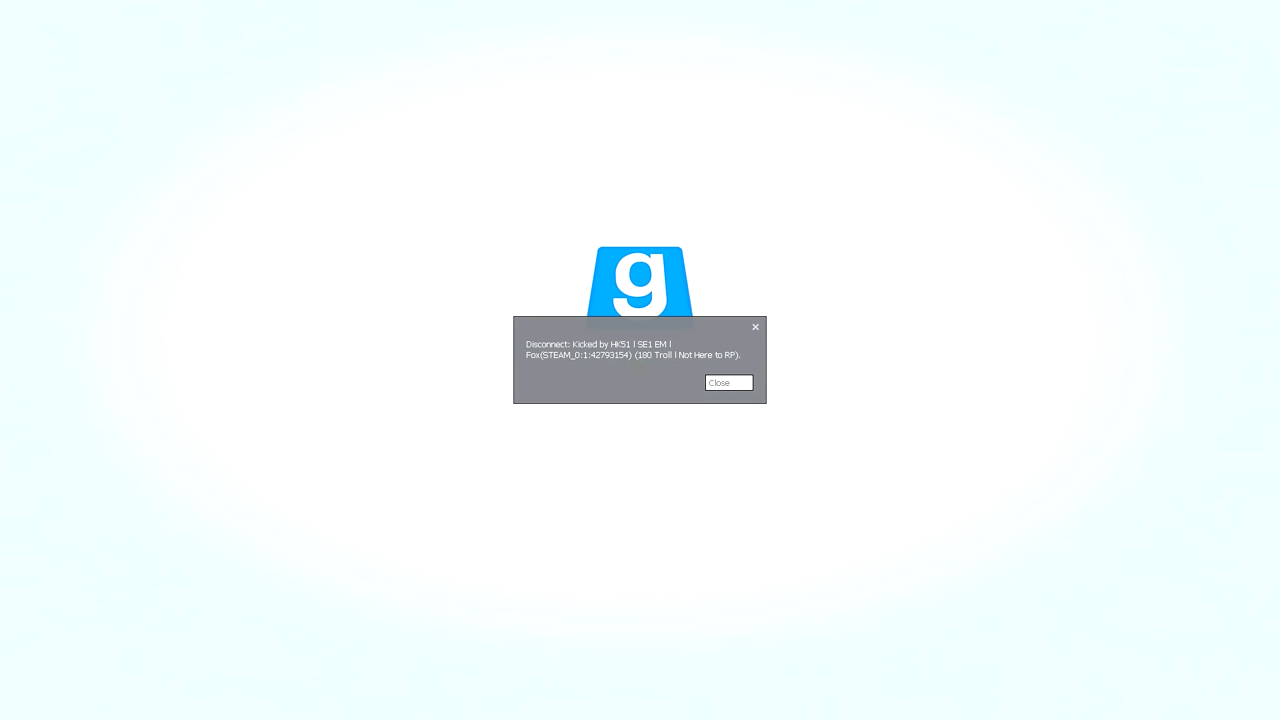 g
Disconnect: Kicked by HK51 | SE1 EM |
Fox(STEAM_0:1:42793154) (180 Troll | Not Here to RP).
Close